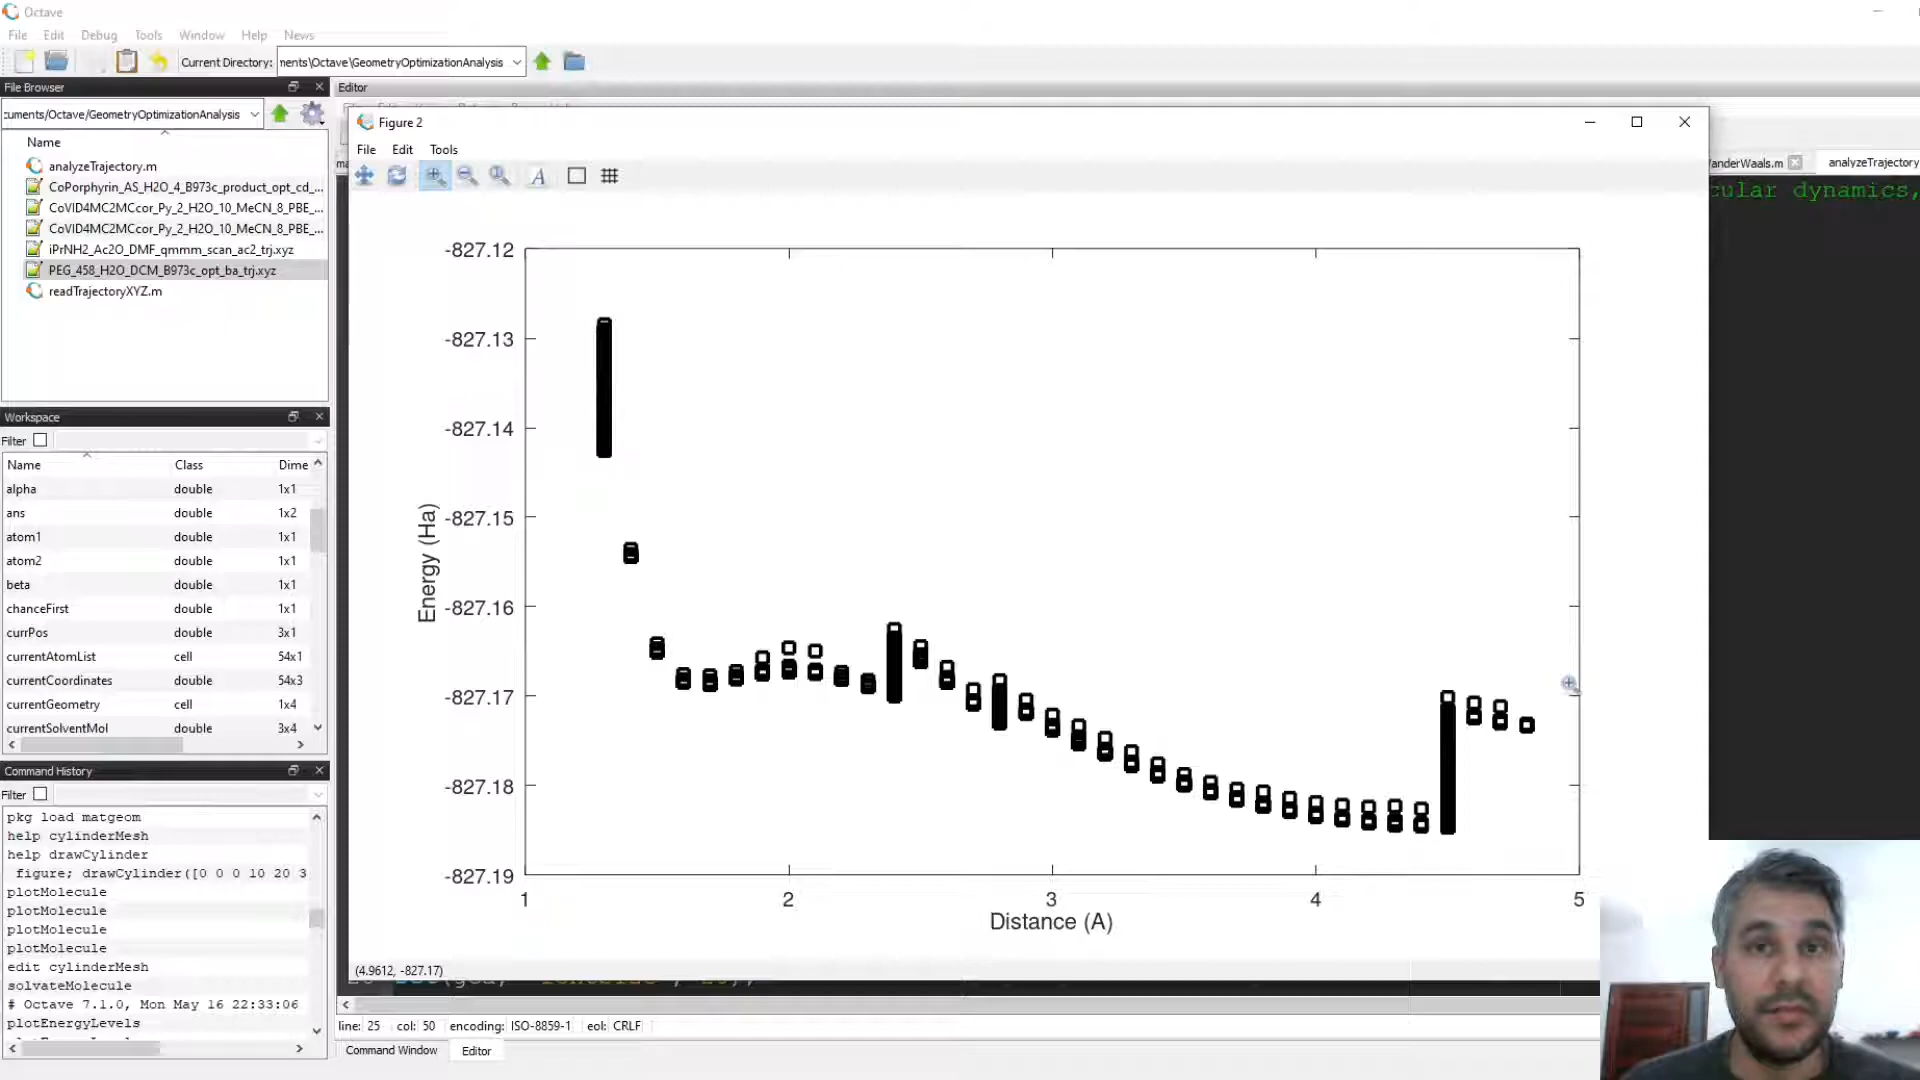 Octave
File Edit Debug Tools Window Help News
Current Directory: ments\Octave\GeometryOptimizationAnalysis
File Browser
cuments/Octave/GeometryOptimizationAnalysis
Name
analyzeTrajectory.m
CoPorphyrin_AS_H2O_4_B973c_product_opt_cd_...
CoVID4MC2MCcor_Py_2_H2O_10_MeCN_8_PBE_...
CoVID4MC2MCcor_Py_2_H2O_10_MeCN_8_PBE_...
iPrNH2_Ac2O_DMF_qmmm_scan_ac2_trj.xyz
PEG_458_H2O_DCM_B973c_opt_ba_trj.xyz
readTrajectoryXYZ.m
Workspace
Filter
Name Class Dime
alpha double 1x1
ans double 1x2
atom1 double 1x1
atom2 double 1x1
beta double 1x1
chanceFirst double 1x1
currPos double 3x1
currentAtomList cell 54x1
currentCoordinates double 54x3
currentGeometry cell 1x4
currentSolventMol double 3x4
Command History
Filter
pkg load matgeom
help cylinderMesh
help drawCylinder
figure; drawCylinder([0 0 0 10 20 3
plotMolecule
plotMolecule
plotMolecule
plotMolecule
edit cylinderMesh
solvateMolecule
# Octave 7.1.0, Mon May 16 22:33:06
plotEnergyLevels
Editor
Figure 2
File Edit Tools
A
anderWaals.m analyzeTrajectory
cular dynamics,
-827.12
-827.13
-827.14
-827.15
-827.16
-827.17
-827.18
-827.19
Energy (Ha)
1 2 3 4 5
Distance (A)
(4.9612, -827.17)
line: 25 col: 50 encoding: ISO-8859-1 eol: CRLF
Command Window Editor